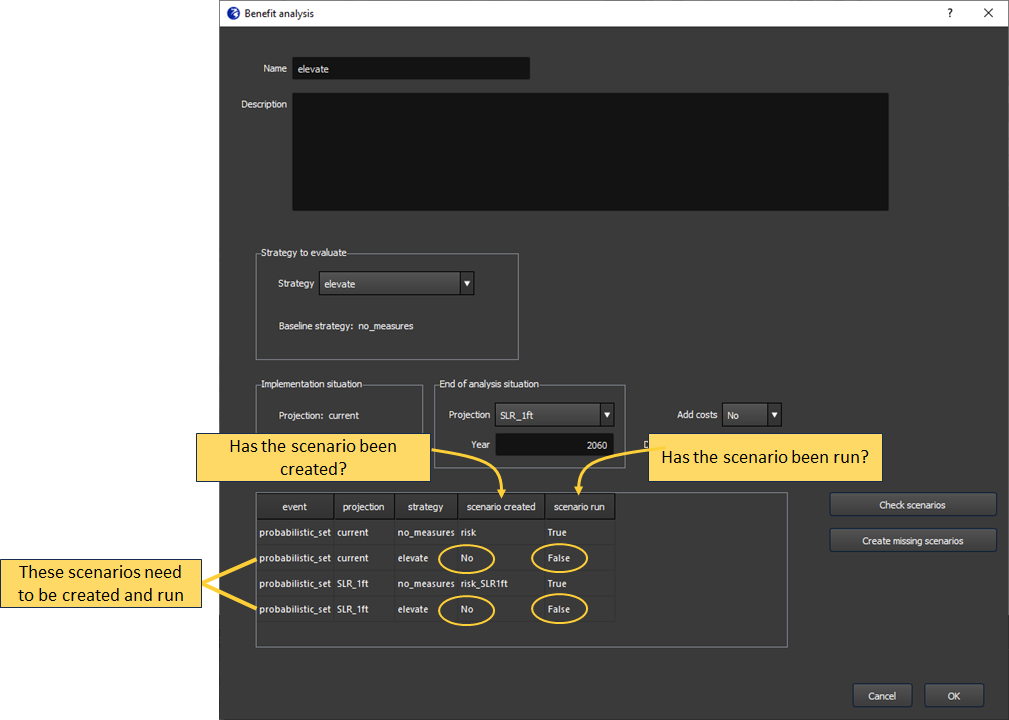 Benefit analysis
?
Name elevate
Description
Strategy to evaluate
Strategy elevate
Baseline strategy: no_measures
Implementation situation
Projection: current
End of analysis situation
Projection SLR_1ft
Year 2060
Add costs No
Has the scenario been
created?
Has the scenario been run?
event projection strategy scenario created scenario run
probabilistic_set current no_measures risk True
probabilistic_set current elevate No False
probabilistic_set SLR_1ft no_measures risk_SLR1ft True
probabilistic_set SLR_1ft elevate No False
These scenarios need
to be created and run
Check scenarios
Create missing scenarios
Cancel OK